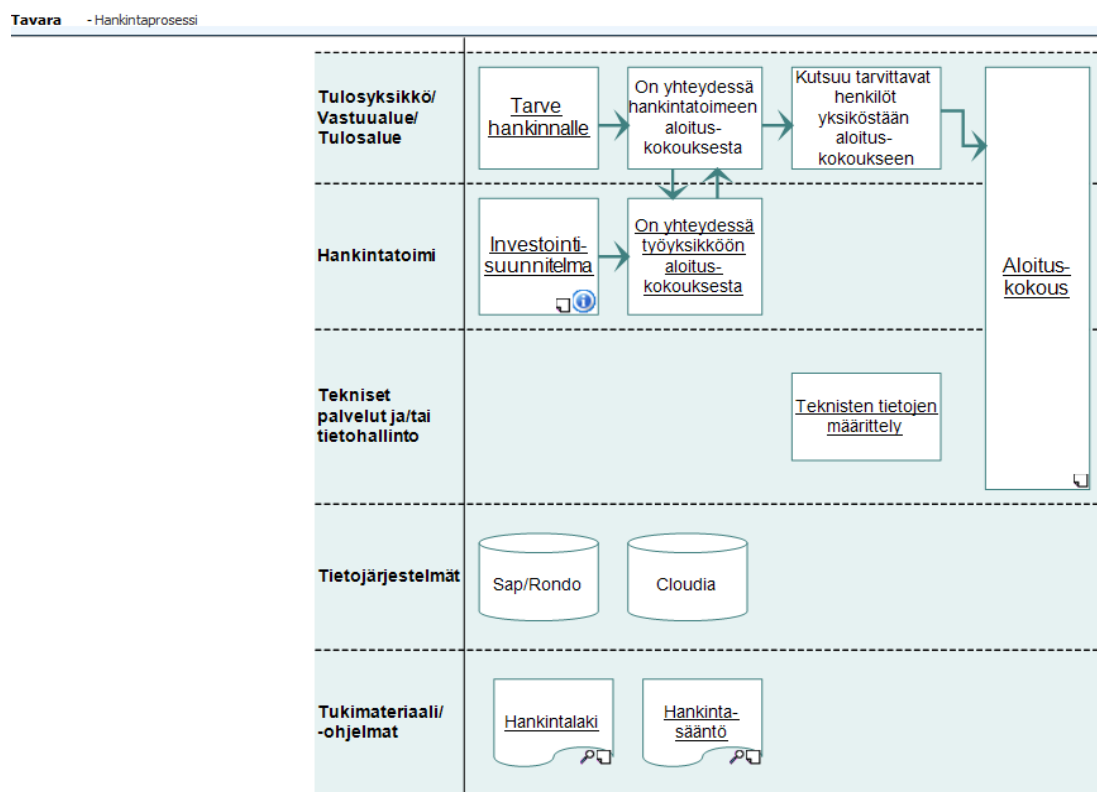 Tavara - Hankintaprosessi
Tulosyksikkö/
Vastuualue/
Tulosalue
Tarve
hankinnalle
On yhteydessä
hankintatoimeen
aloitus-
kokouksesta
Kutsuu tarvittavat
henkilöt
yksiköstään
aloitus-
kokoukseen
Hankintatoimi
Investointi-
suunnitelma
On yhteydessä
työyksikköön
aloitus-
kokouksesta
Aloitus-
kokous
Tekniset
palvelut ja/tai
tietohallinto
Teknisten tietojen
määrittely
Tietojärjestelmät
Sap/Rondo
Cloudia
Tukimateriaali/
-ohjelmat
Hankintalaki
Hankinta-
sääntö